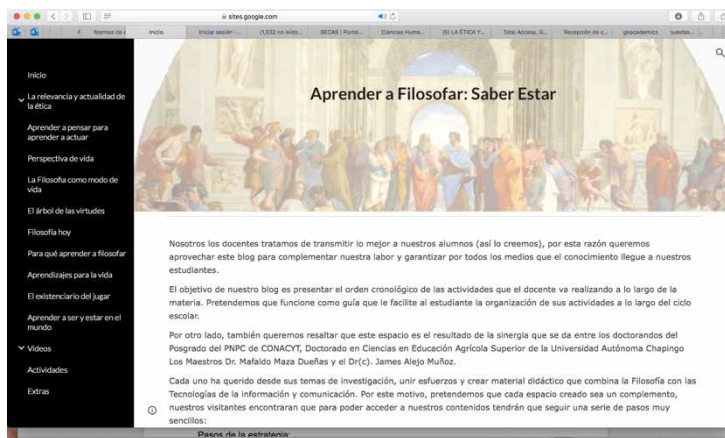 sites.google.com
Normas de
Inicio
Iniciar sesión -...
BECAS | Portal...
Ciencias Huma...
(5) LA ÉTICA Y...
Total Access, G...
Recepción de c...
Inicio
La relevancia y actualidad de
la ética
Aprender a pensar para
aprender a actuar
Perspectiva de vida
La Filosofía como modo de
vida
El árbol de las virtudes
Filosofía hoy
Para qué aprender a filosofar
Aprendizajes para la vida
El existenciario del jugar
Aprender a ser y estar en el
mundo
Videos
Actividades
Extras
Aprender a Filosofar: Saber Estar
Nosotros los docentes tratamos de transmitir lo mejor a nuestros alumnos (así lo creemos), por esta razón queremos
aprovechar este blog para complementar nuestra labor y garantizar por todos los medios que el conocimiento llegue a nuestros
estudiantes.
El objetivo de nuestro blog es presentar el orden cronológico de las actividades que el docente va realizando a lo largo de la
materia. Pretendemos que funcione como guía que le facilite al estudiante la organización de sus actividades a lo largo del ciclo
escolar.
Por otro lado, también queremos resaltar que este espacio es el resultado de la sinergia que se da entre los doctorandos del
Posgrado del PNPC de CONACYT, Doctorado en Ciencias en Educación Agrícola Superior de la Universidad Autónoma Chapingo
Los Maestros Dr. Mafaldo Maza Dueñas y el Dr(c). James Alejo Muñoz.
Cada uno ha querido desde sus temas de investigación, unir esfuerzos y crear material didáctico que combina la Filosofía con las
Tecnologías de la información y comunicación. Por este motivo, pretendemos que cada espacio creado sea un complemento,
nuestros visitantes encontraran que para poder acceder a nuestros contenidos tendrán que seguir una serie de pasos muy
sencillos:
Pasos de la estrategia: